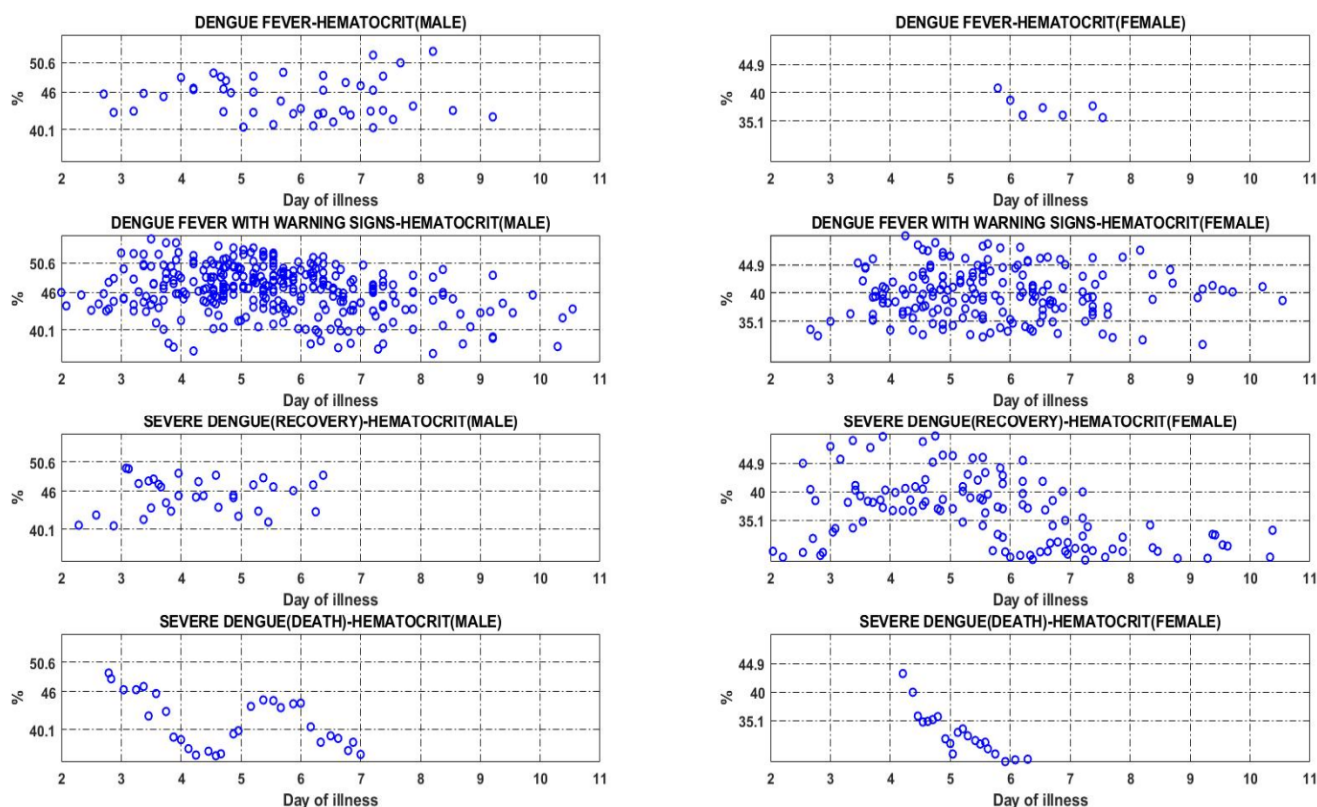 DENGUE FEVER-HEMATOCRIT(MALE)
%
50.6
46
40.1
2 3 4 5 6 7 8 9 10 11
Day of illness
DENGUE FEVER-HEMATOCRIT(FEMALE)
%
44.9
40
35.1
2 3 4 5 6 7 8 9 10 11
Day of illness
DENGUE FEVER WITH WARNING SIGNS-HEMATOCRIT(MALE)
%
50.6
46
40.1
2 3 4 5 6 7 8 9 10 11
Day of illness
DENGUE FEVER WITH WARNING SIGNS-HEMATOCRIT(FEMALE)
%
44.9
40
35.1
2 3 4 5 6 7 8 9 10 11
Day of illness
SEVERE DENGUE(RECOVERY)-HEMATOCRIT(MALE)
%
50.6
46
40.1
2 3 4 5 6 7 8 9 10 11
Day of illness
SEVERE DENGUE(RECOVERY)-HEMATOCRIT(FEMALE)
%
44.9
40
35.1
2 3 4 5 6 7 8 9 10 11
Day of illness
SEVERE DENGUE(DEATH)-HEMATOCRIT(MALE)
%
50.6
46
40.1
2 3 4 5 6 7 8 9 10 11
Day of illness
SEVERE DENGUE(DEATH)-HEMATOCRIT(FEMALE)
%
44.9
40
35.1
2 3 4 5 6 7 8 9 10 11
Day of illness